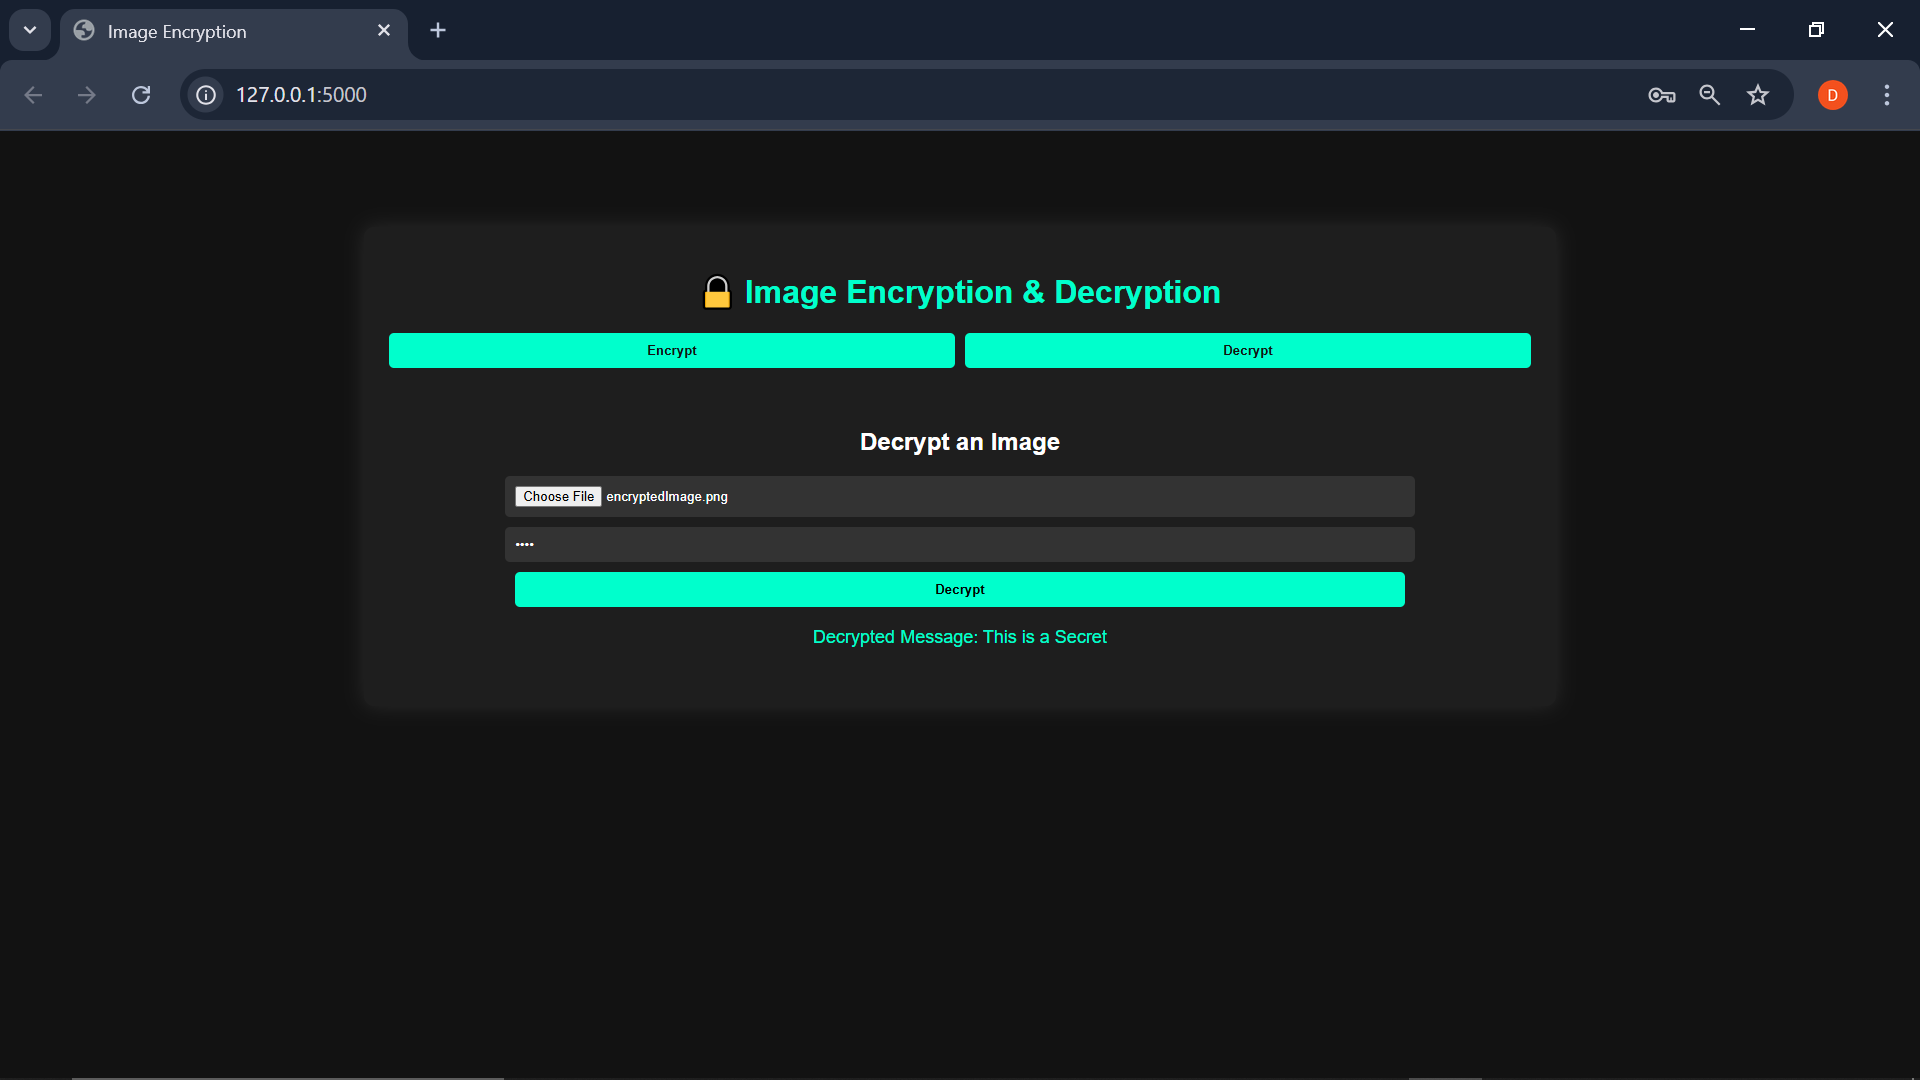 Image Encryption
127.0.0.1:5000
D
🔒 Image Encryption & Decryption
Encrypt Decrypt
Decrypt an Image
Choose File encryptedImage.png
••••
Decrypt
Decrypted Message: This is a Secret